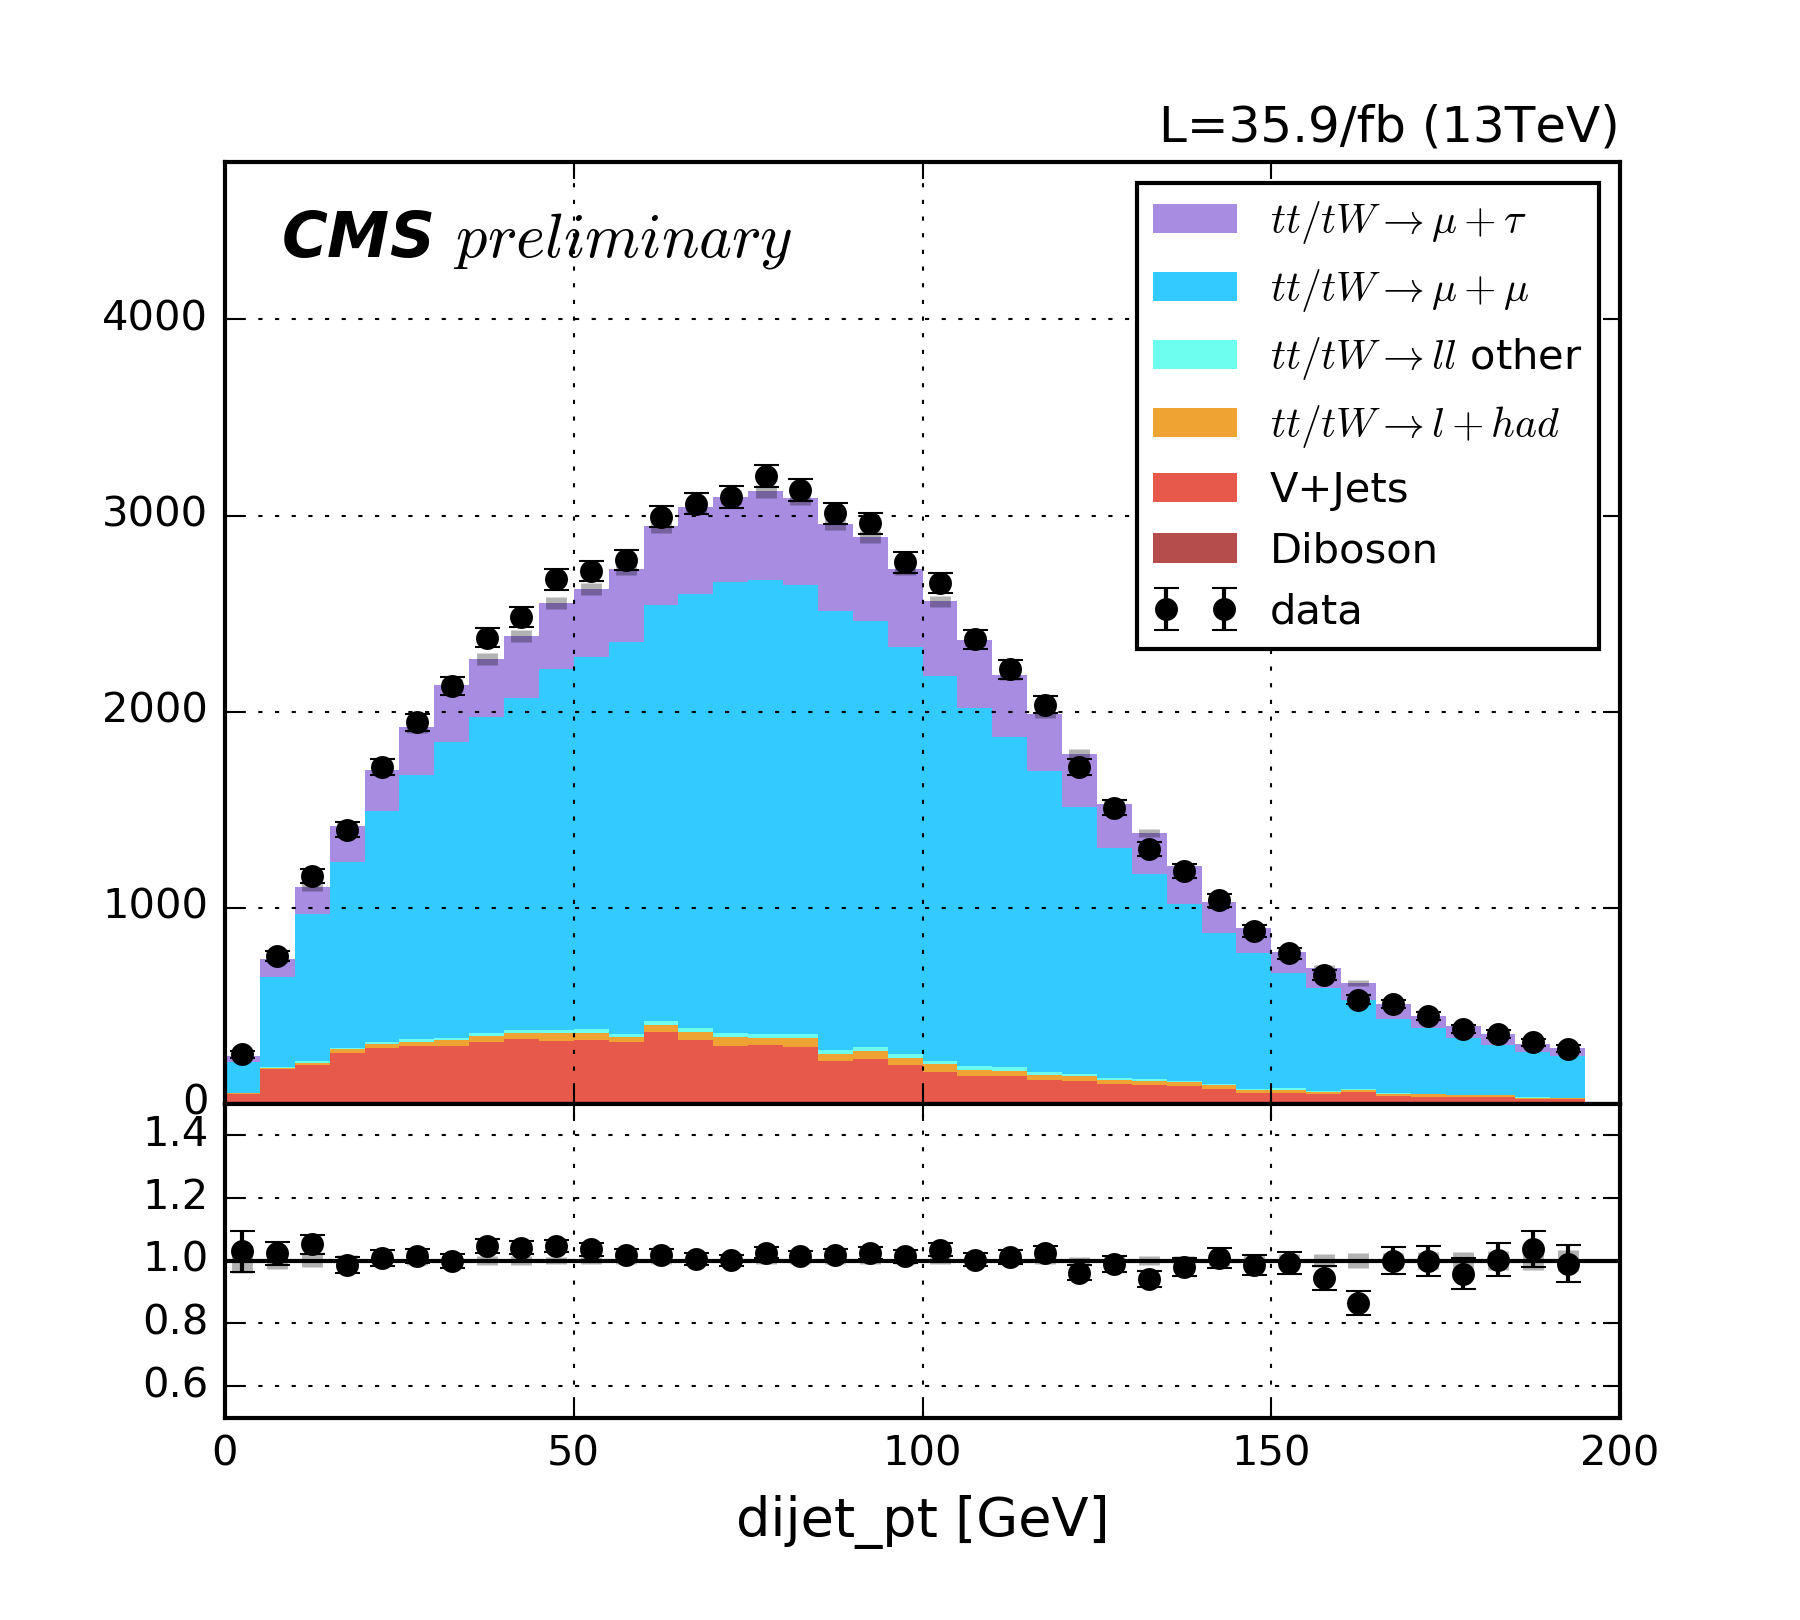 L=35.9/fb (13TeV)
CMS preliminary
tt/tW→μ+τ
tt/tW→μ+μ
tt/tW→ll other
tt/tW→l+had
V+Jets
Diboson
data
4000
3000
2000
1000
0
1.4
1.2
1.0
0.8
0.6
0 50 100 150 200
dijet_pt [GeV]